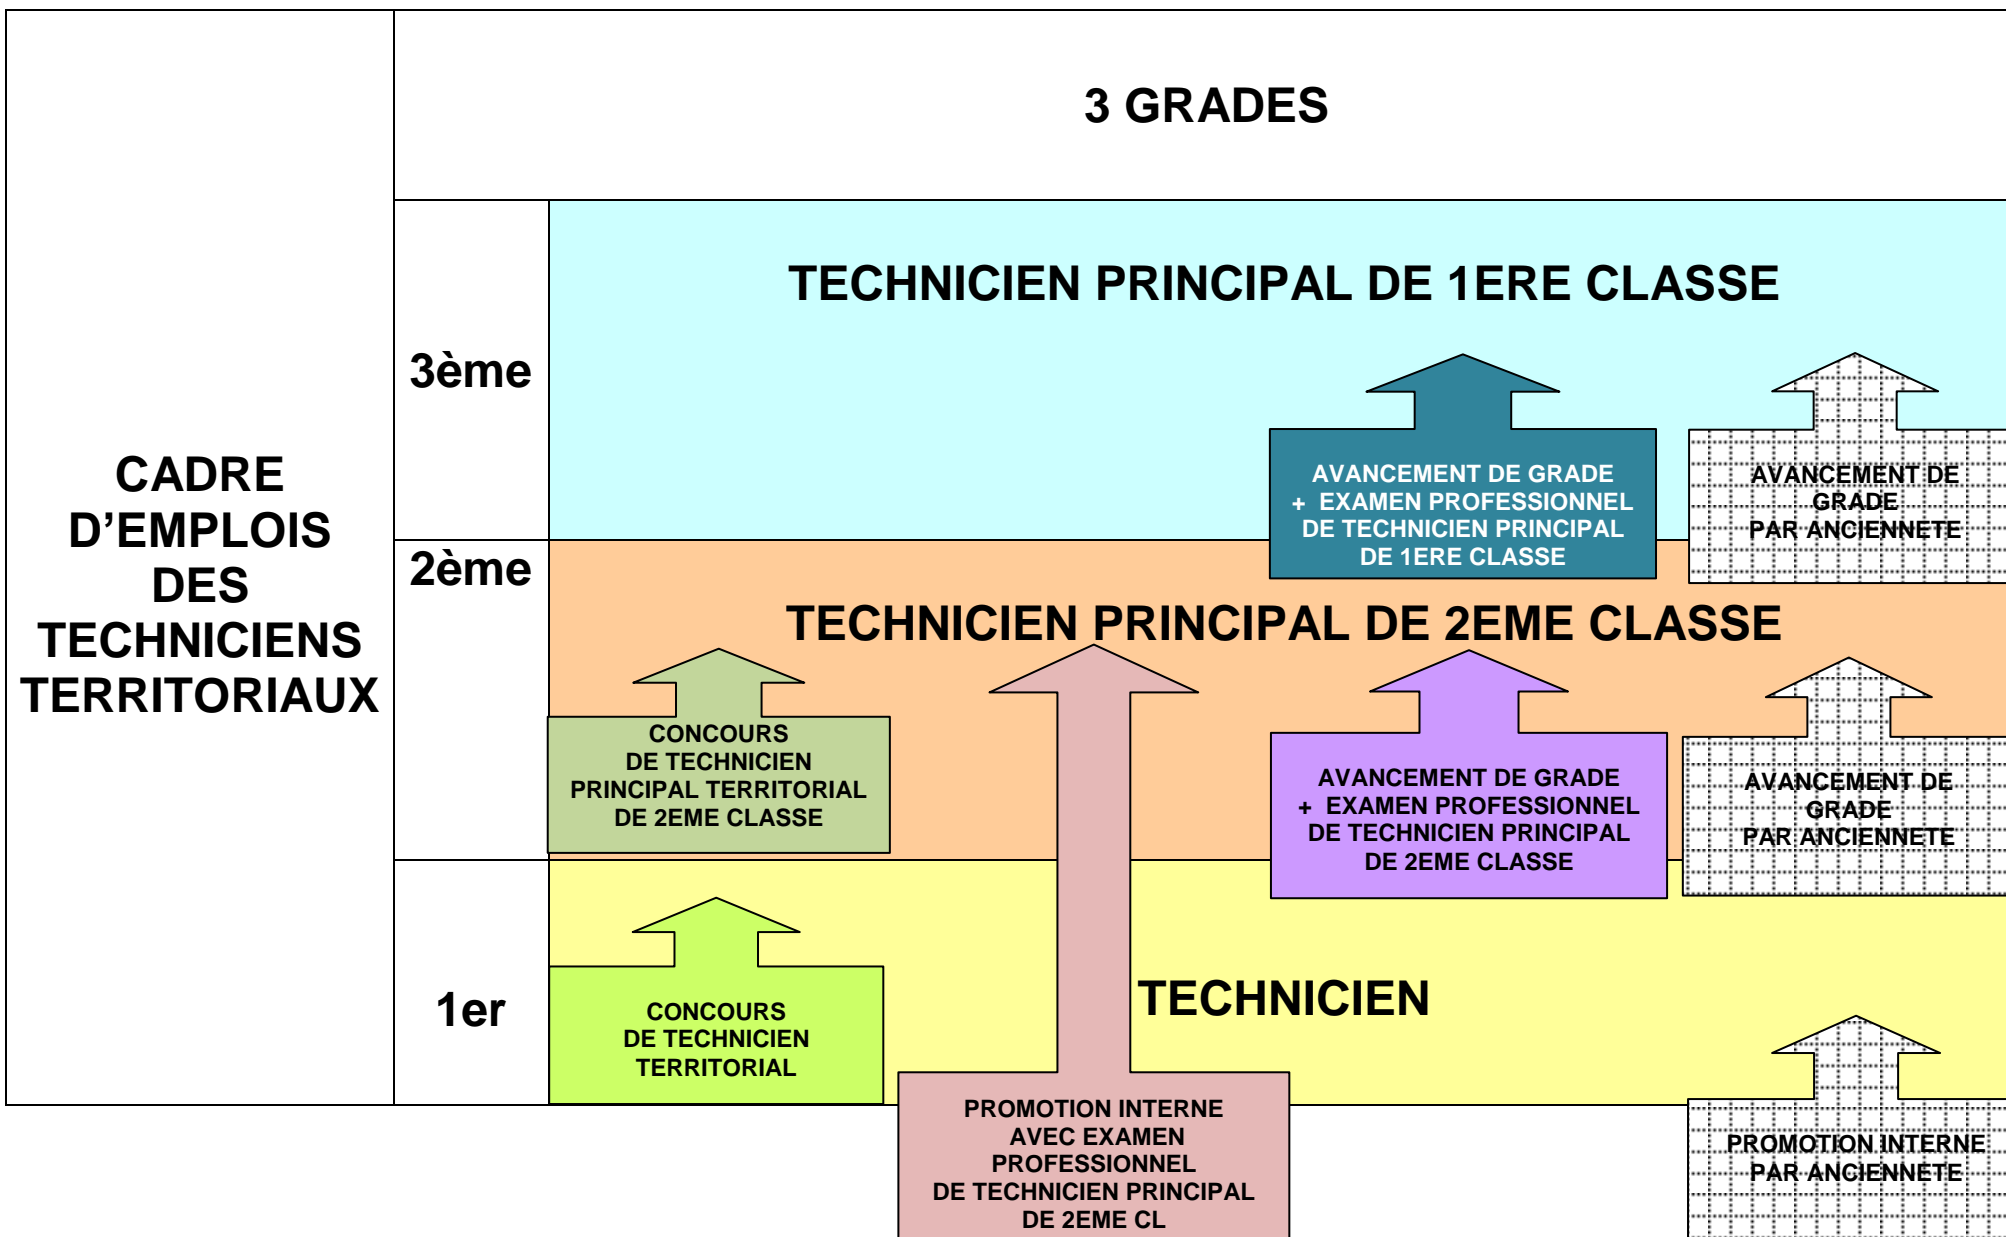 3 GRADES
CADRE
D’EMPLOIS
DES
TECHNICIENS
TERRITORIAUX
3ème
TECHNICIEN PRINCIPAL DE 1ERE CLASSE
AVANCEMENT DE GRADE
+ EXAMEN PROFESSIONNEL
DE TECHNICIEN PRINCIPAL
DE 1ERE CLASSE
AVANCEMENT DE
GRADE
PAR ANCIENNETE
2ème
TECHNICIEN PRINCIPAL DE 2EME CLASSE
CONCOURS
DE TECHNICIEN
PRINCIPAL TERRITORIAL
DE 2EME CLASSE
AVANCEMENT DE GRADE
+ EXAMEN PROFESSIONNEL
DE TECHNICIEN PRINCIPAL
DE 2EME CLASSE
AVANCEMENT DE
GRADE
PAR ANCIENNETE
1er
TECHNICIEN
CONCOURS
DE TECHNICIEN
TERRITORIAL
PROMOTION INTERNE
AVEC EXAMEN
PROFESSIONNEL
DE TECHNICIEN PRINCIPAL
DE 2EME CL
PROMOTION INTERNE
PAR ANCIENNETE